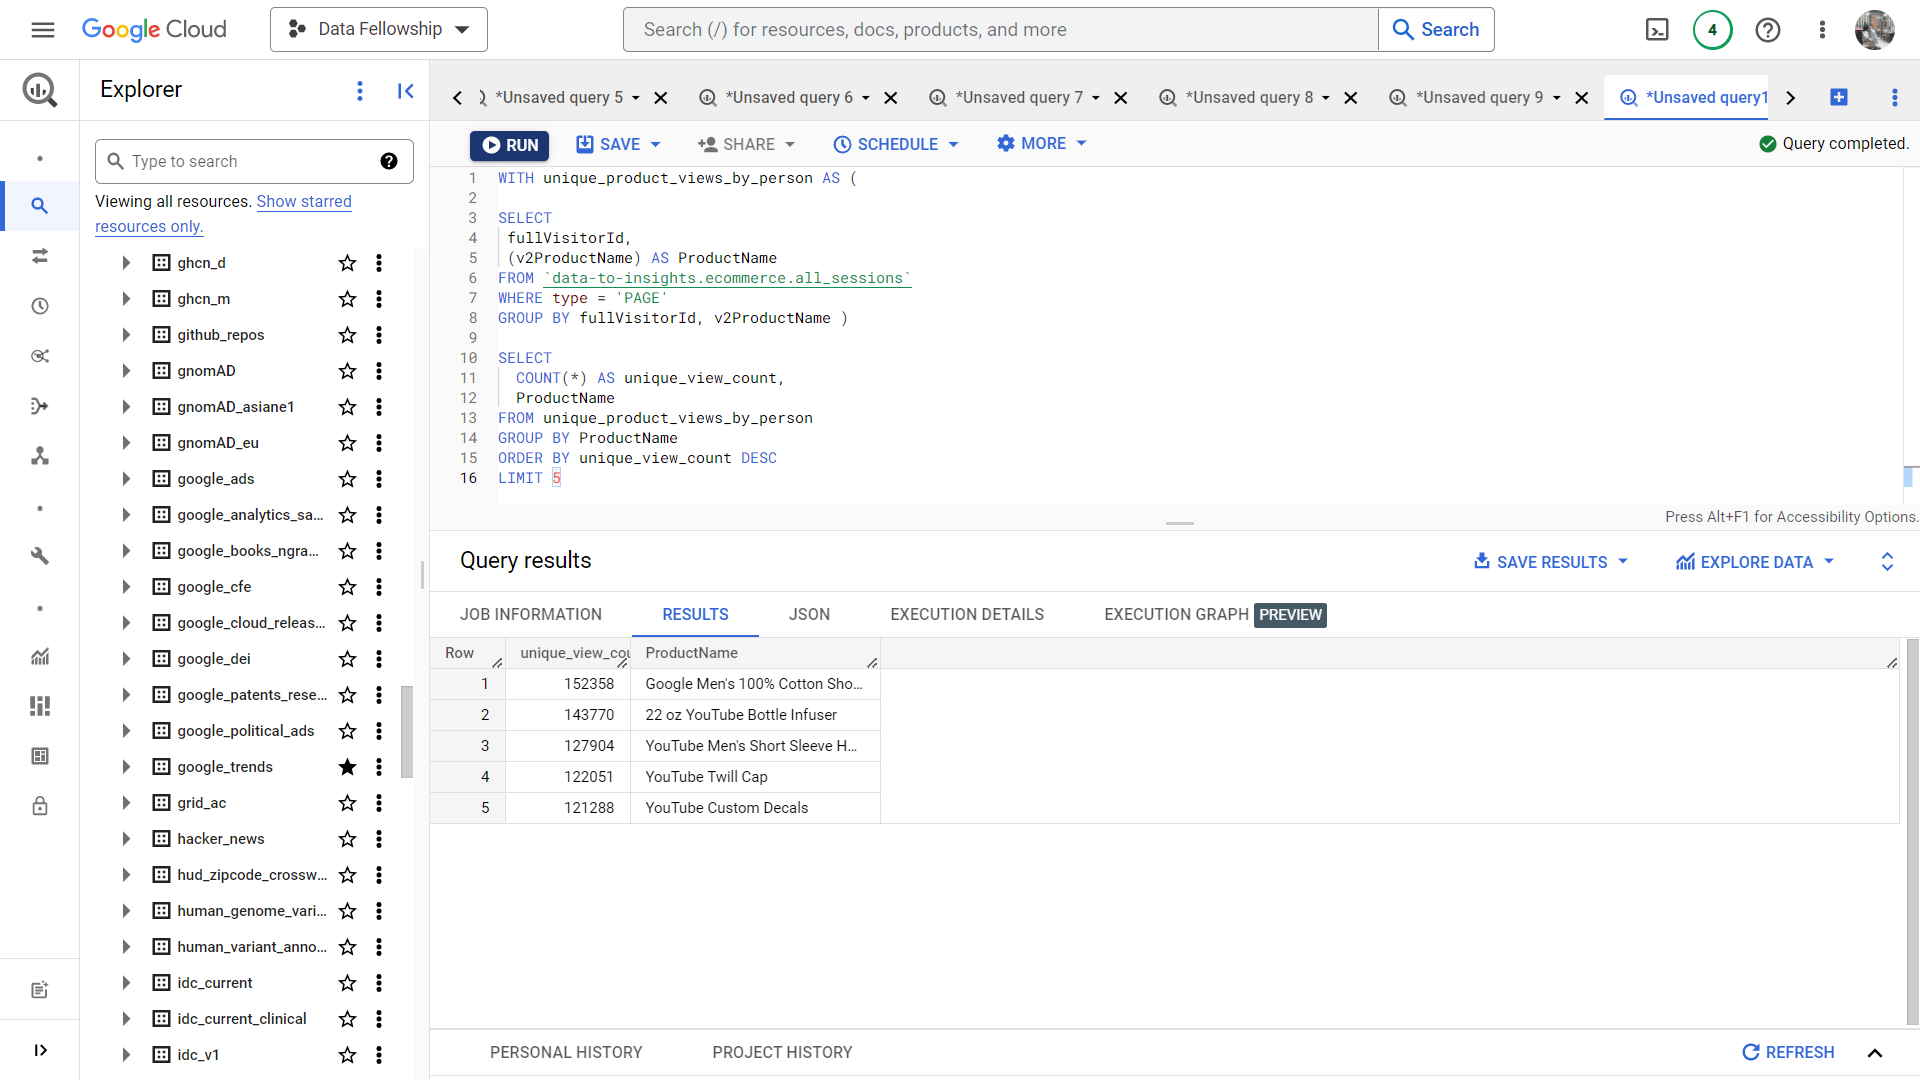 Google Cloud
Data Fellowship
Search (/) for resources, docs, products, and more
Search
4
Explorer
*Unsaved query 5
*Unsaved query 6
*Unsaved query 7
*Unsaved query 8
*Unsaved query 9
*Unsaved query1
Type to search
Viewing all resources. Show starred
resources only.
ghcn_d
ghcn_m
github_repos
gnomAD
gnomAD_asiane1
gnomAD_eu
google_ads
google_analytics_sa...
google_books_ngra...
google_cfe
google_cloud_releas...
google_dei
google_patents_rese...
google_political_ads
google_trends
grid_ac
hacker_news
hud_zipcode_crossw...
human_genome_vari...
human_variant_anno...
idc_current
idc_current_clinical
idc_v1
RUN
SAVE
SHARE
SCHEDULE
MORE
Query completed.
1 WITH unique_product_views_by_person AS (
2
3 SELECT
4 fullVisitorId,
5 (v2ProductName) AS ProductName
6 FROM `data-to-insights.ecommerce.all_sessions`
7 WHERE type = 'PAGE'
8 GROUP BY fullVisitorId, v2ProductName )
9
10 SELECT
11 COUNT(*) AS unique_view_count,
12 ProductName
13 FROM unique_product_views_by_person
14 GROUP BY ProductName
15 ORDER BY unique_view_count DESC
16 LIMIT 5
Press Alt+F1 for Accessibility Options.
Query results
SAVE RESULTS
EXPLORE DATA
JOB INFORMATION
RESULTS
JSON
EXECUTION DETAILS
EXECUTION GRAPH PREVIEW
Row unique_view_cou ProductName
1 152358 Google Men's 100% Cotton Sho...
2 143770 22 oz YouTube Bottle Infuser
3 127904 YouTube Men's Short Sleeve H...
4 122051 YouTube Twill Cap
5 121288 YouTube Custom Decals
PERSONAL HISTORY
PROJECT HISTORY
REFRESH